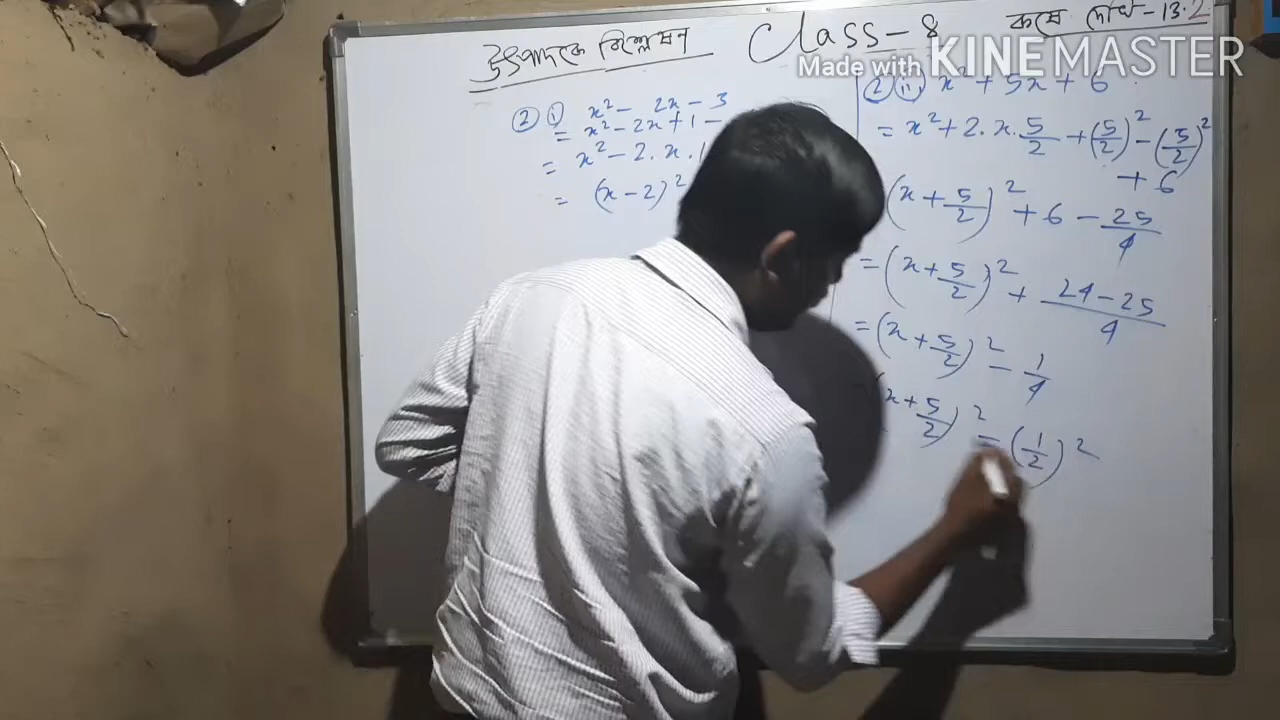 উৎপাদকে বিশ্লেষণ Class-8 কষে দেখি-13.2
Made with KINEMASTER
② ⓘ x² - 2x - 3
= x² - 2x + 1 -
= x² - 2.x.1
= (x-2)²
② ⓘⓘ x² + 5x + 6
= x² + 2.x.5/2 + (5/2)² - (5/2)²
+ 6
(x + 5/2)² + 6 - 25/4
= (x + 5/2)² + (24-25)/4
= (x + 5/2)² - 1/4
(x + 5/2)² - (1/2)²